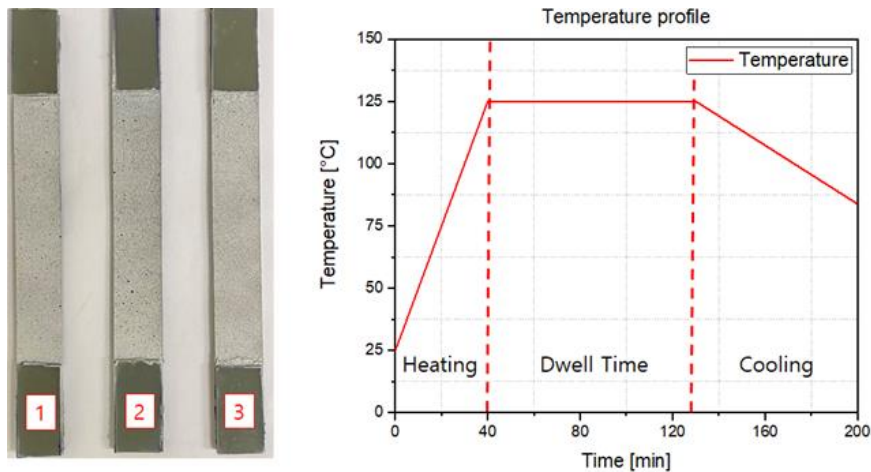 1
2
3
Temperature profile
Temperature
150
125
100
75
50
25
0
Temperature [°C]
Heating
Dwell Time
Cooling
0
40
80
120
160
200
Time [min]